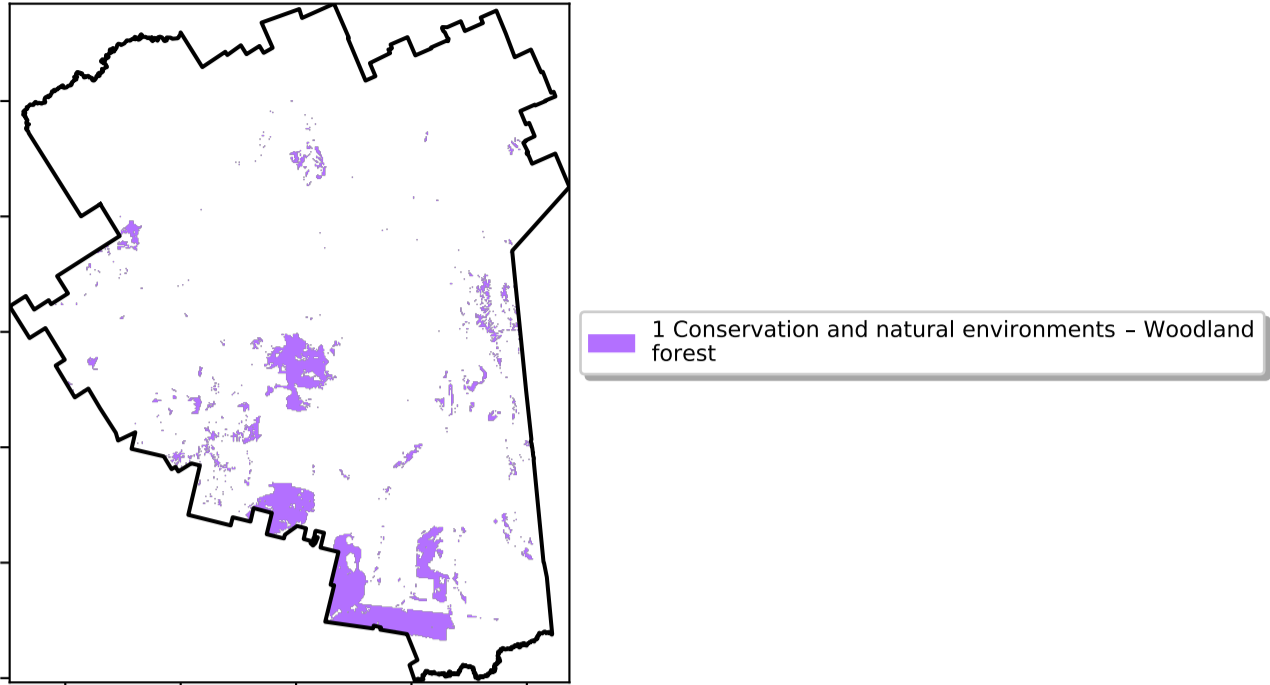 1 Conservation and natural environments – Woodland
forest